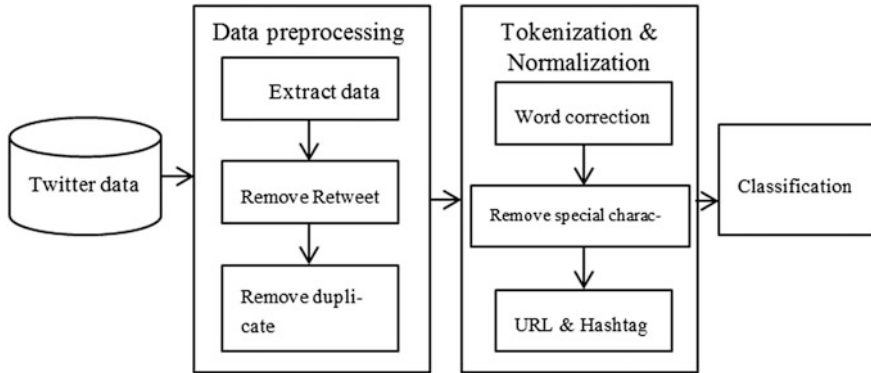 Twitter data
Data preprocessing
Extract data
Remove Retweet
Remove dupli-
cate
Tokenization &
Normalization
Word correction
Remove special charac-
URL & Hashtag
Classification